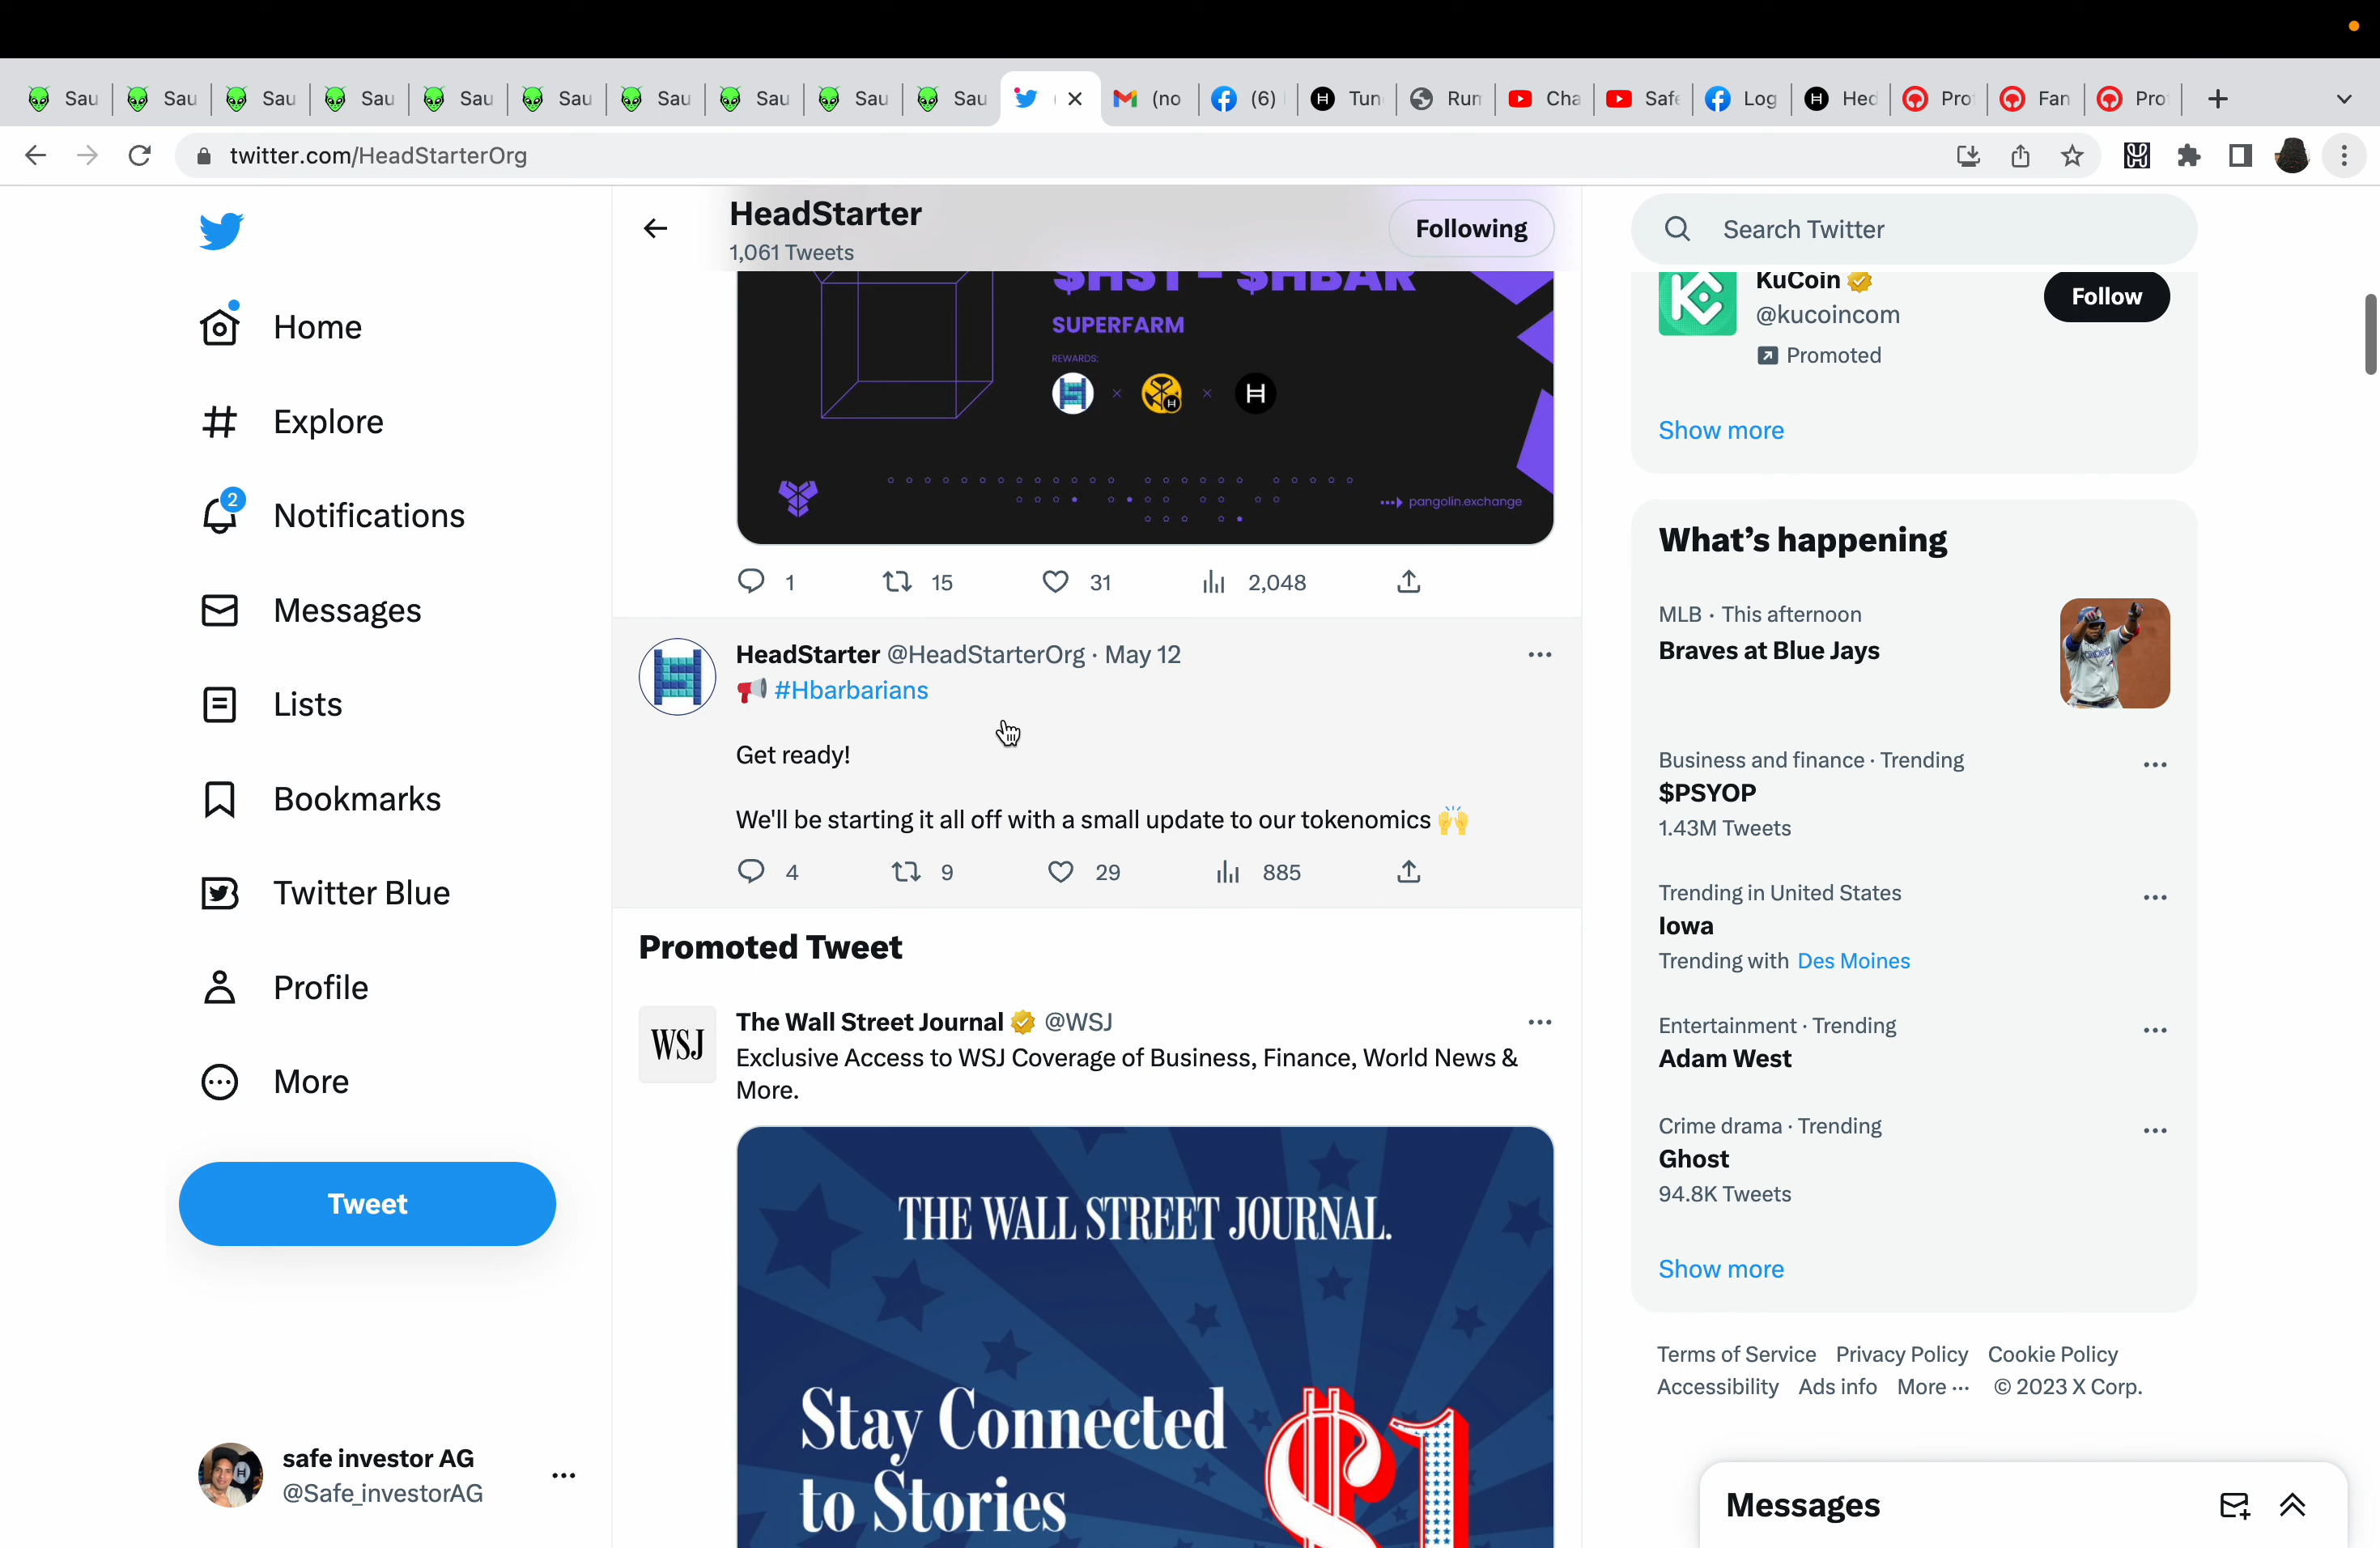 Sau
Sau
Sau
Sau
Sau
Sau
Sau
Sau
Sau
Sau
(no
(6)
Tun
Run
Cha
Safe
Log
Hed
Pro
Fan
Pro
twitter.com/HeadStarterOrg
Home
Explore
2
Notifications
Messages
Lists
Bookmarks
Twitter Blue
Profile
More
Tweet
safe investor AG
@Safe_investorAG
HeadStarter
1,061 Tweets
Following
$HST - $HBAR
SUPERFARM
REWARDS:
pangolin.exchange
1 15 31 2,048
HeadStarter @HeadStarterOrg · May 12
#Hbarbarians
Get ready!
We'll be starting it all off with a small update to our tokenomics
4 9 29 885
Promoted Tweet
WSJ
The Wall Street Journal @WSJ
Exclusive Access to WSJ Coverage of Business, Finance, World News &
More.
THE WALL STREET JOURNAL.
Stay Connected
to Stories
$1
Search Twitter
KuCoin
@kucoincom
Promoted
Follow
Show more
What's happening
MLB · This afternoon
Braves at Blue Jays
Business and finance · Trending
$PSYOP
1.43M Tweets
Trending in United States
Iowa
Trending with Des Moines
Entertainment · Trending
Adam West
Crime drama · Trending
Ghost
94.8K Tweets
Show more
Terms of Service Privacy Policy Cookie Policy
Accessibility Ads info More ··· © 2023 X Corp.
Messages